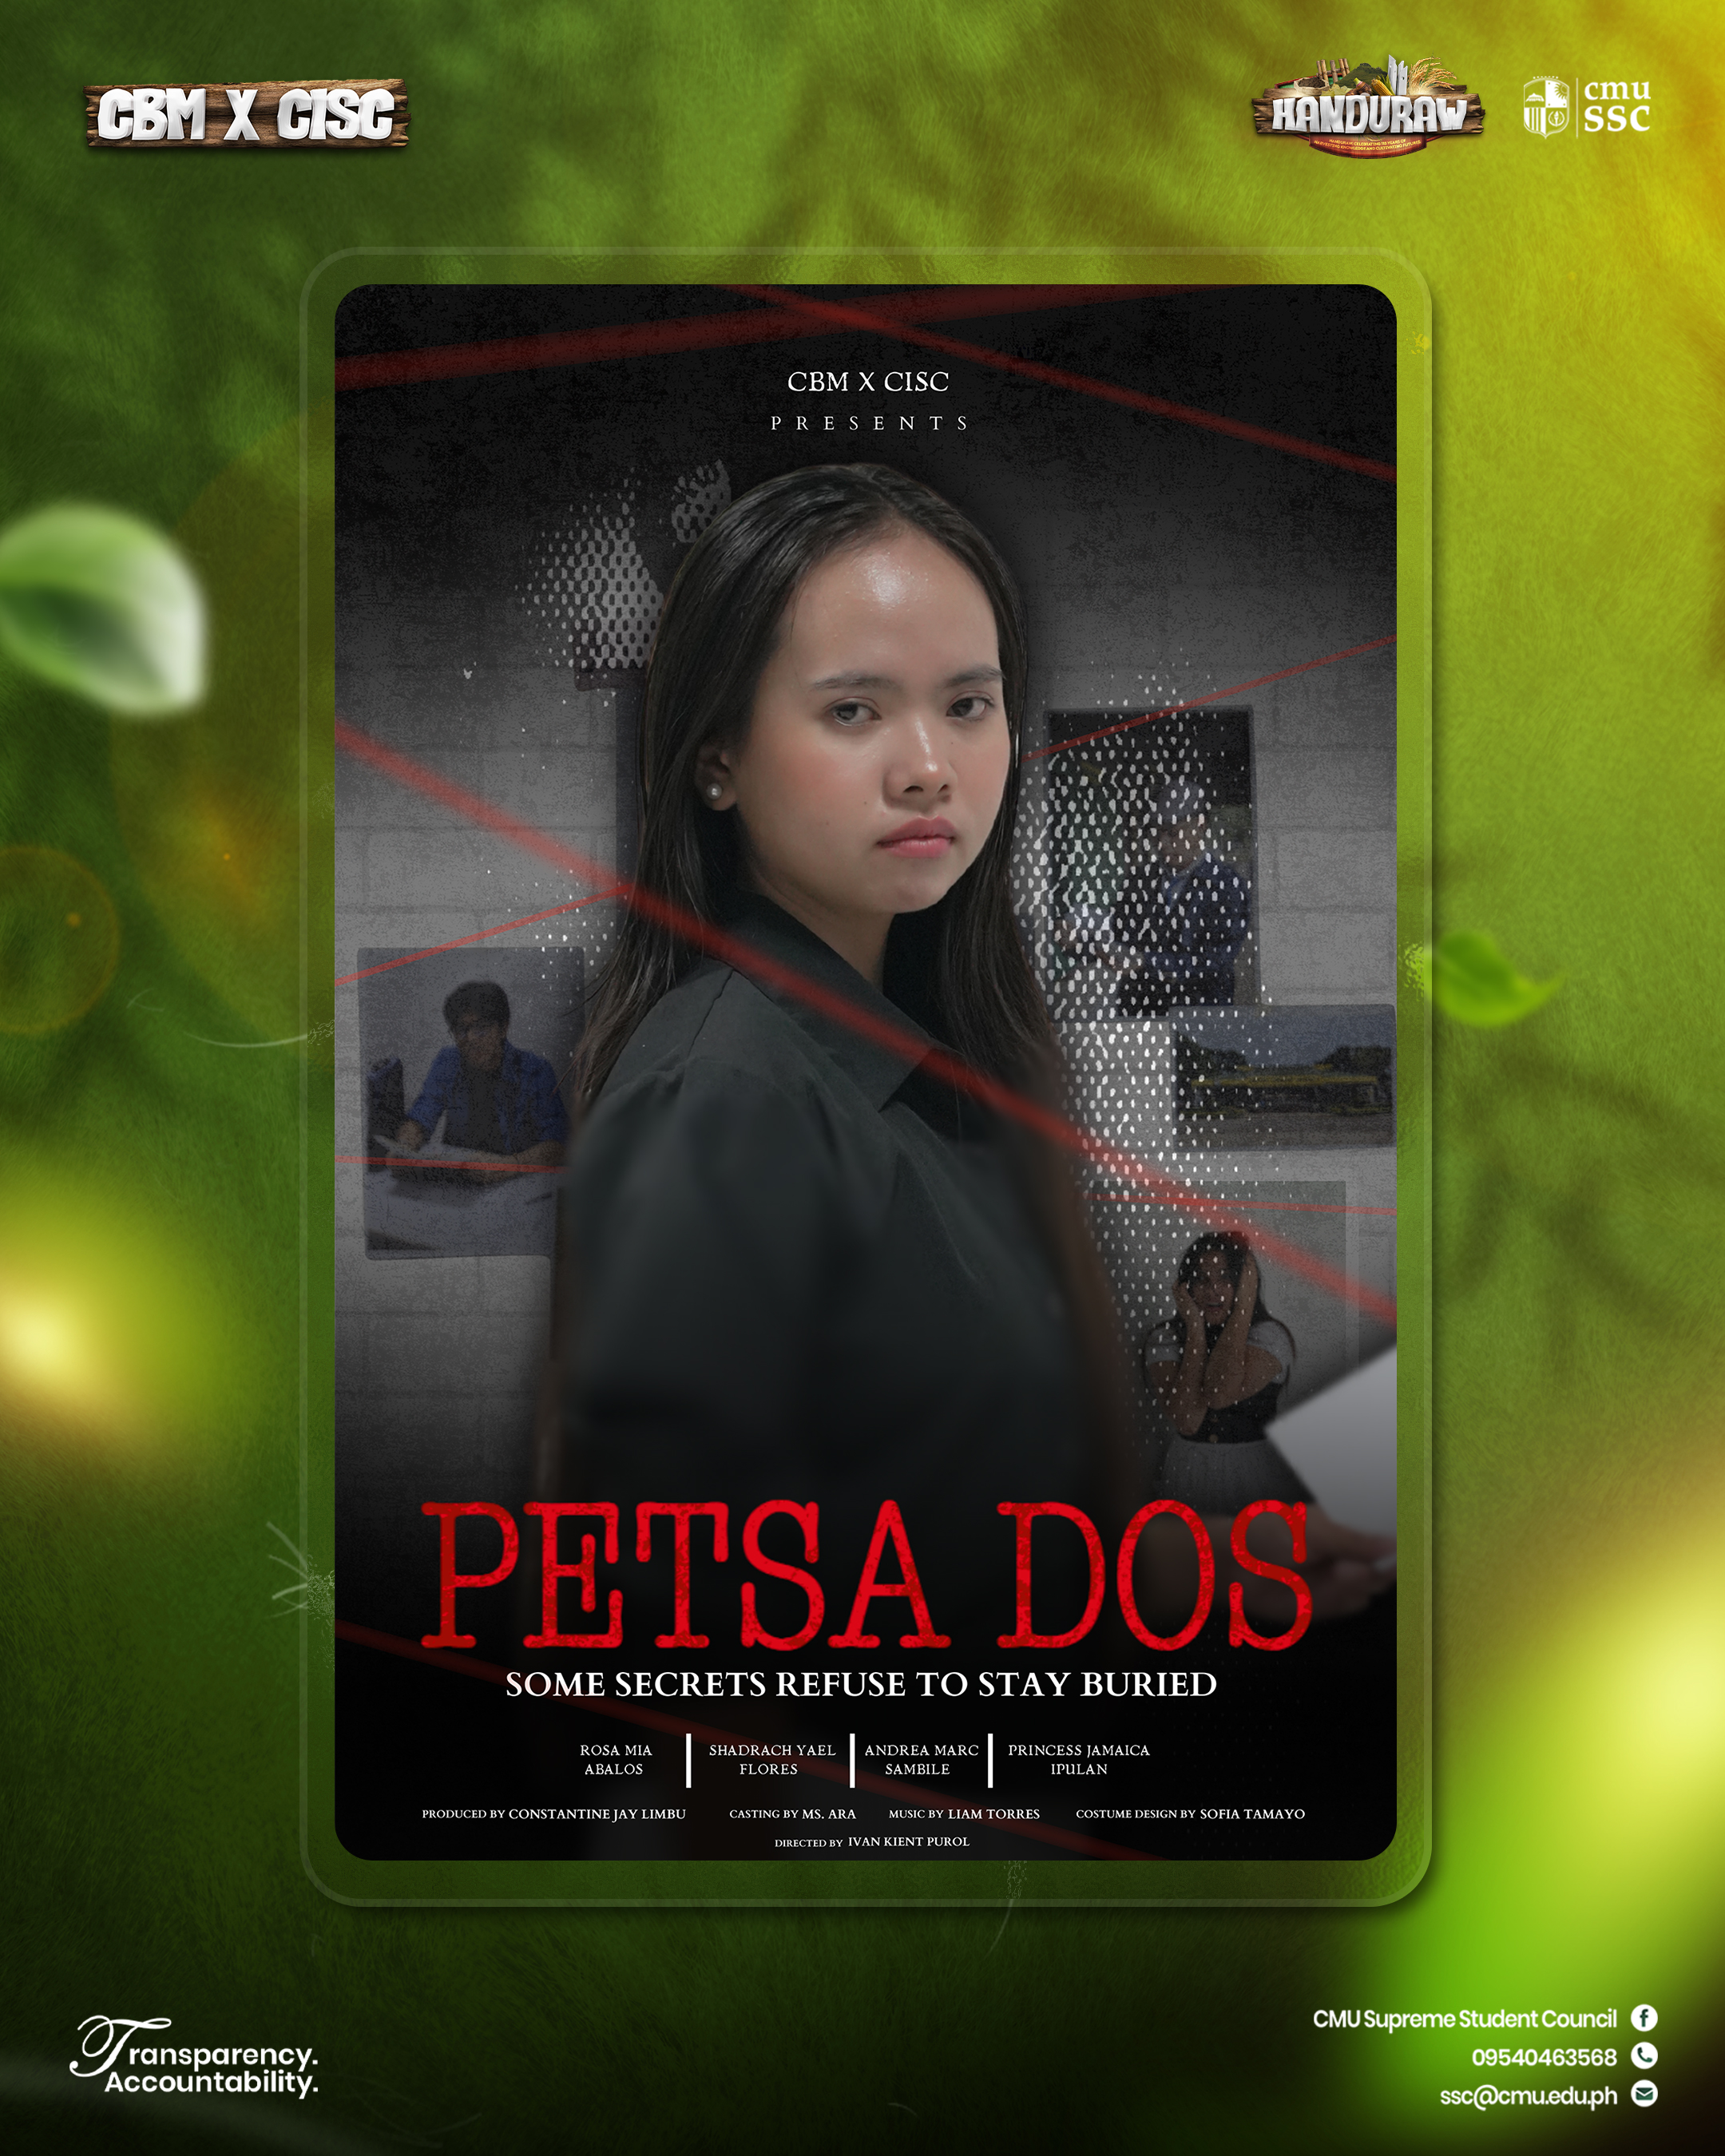 CBM X CISC
HANDURAW
cmu
ssc
CBM X CISC
PRESENTS
PETSA DOS
SOME SECRETS REFUSE TO STAY BURIED
ROSA MIA
ABALOS
SHADRACH YAEL
FLORES
ANDREA MARC
SAMBILE
PRINCESS JAMAICA
IPULAN
PRODUCED BY CONSTANTINE JAY LIMBU
CASTING BY MS. ARA
MUSIC BY LIAM TORRES
COSTUME DESIGN BY SOFIA TAMAYO
DIRECTED BY IVAN KIENT PUROL
Transparency.
Accountability.
CMU Supreme Student Council
09540463568
ssc@cmu.edu.ph